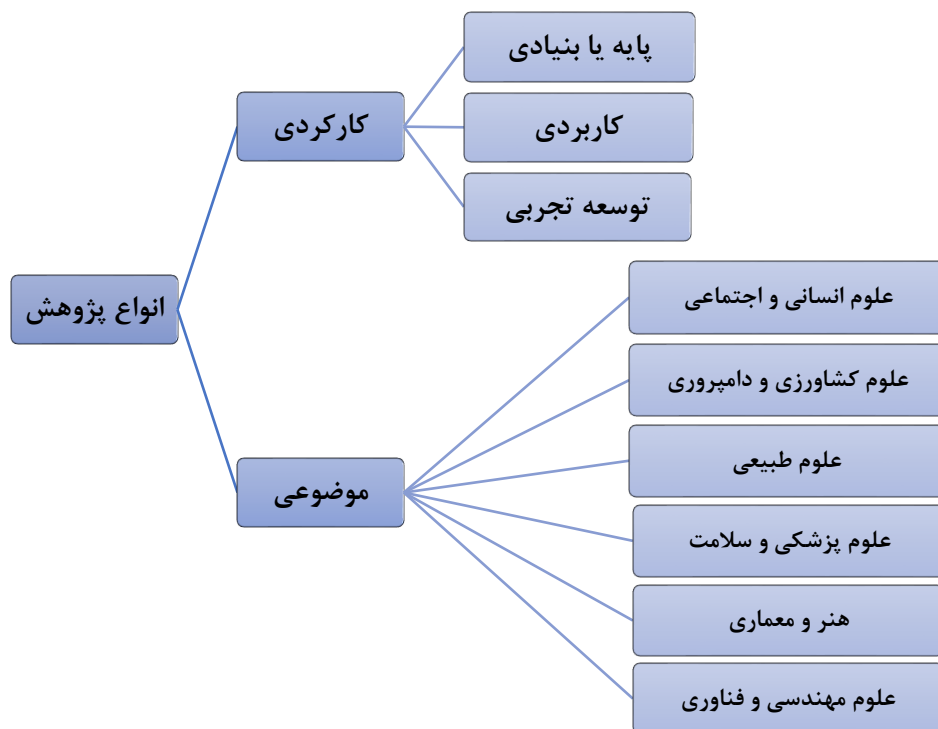 انواع پژوهش
کارکردی
پایه یا بنیادی
کاربردی
توسعه تجربی
موضوعی
علوم انسانی و اجتماعی
علوم کشاورزی و دامپروری
علوم طبیعی
علوم پزشکی و سلامت
هنر و معماری
علوم مهندسی و فناوری